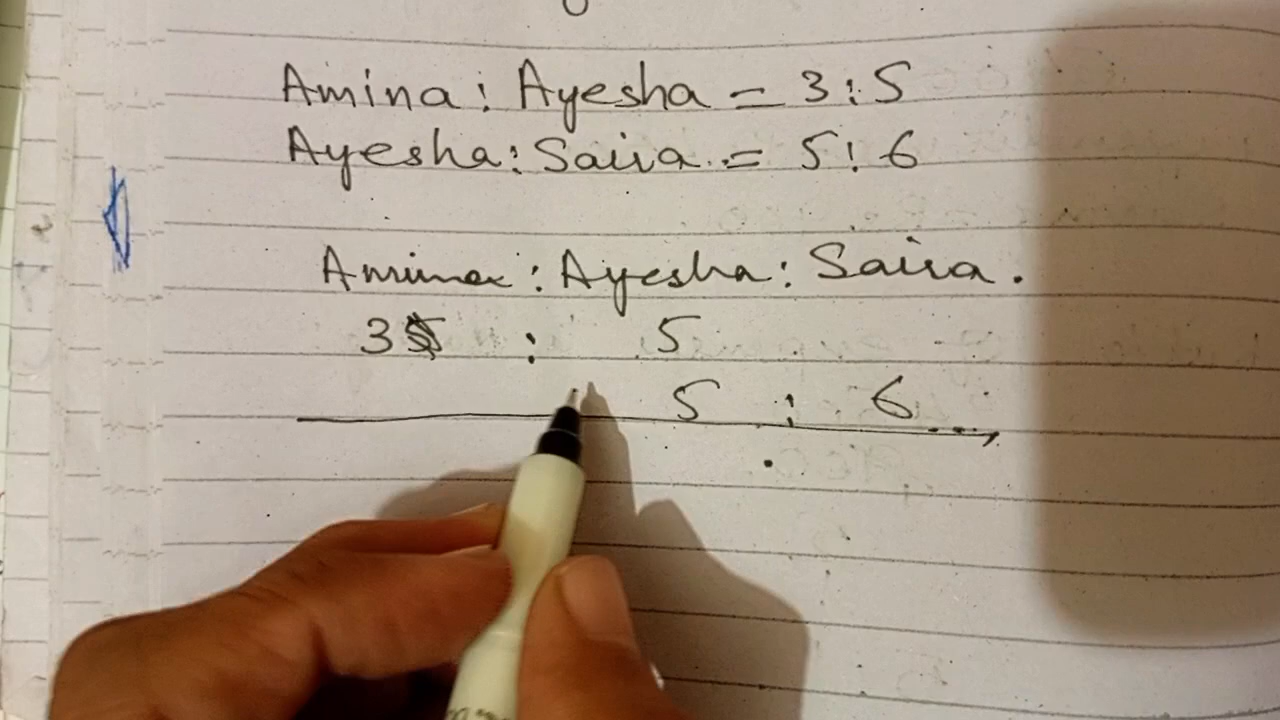 Amina : Ayesha = 3 : 5
Ayesha : Saira = 5 : 6
Amina : Ayesha : Saira.
3 : 5
5 : 6